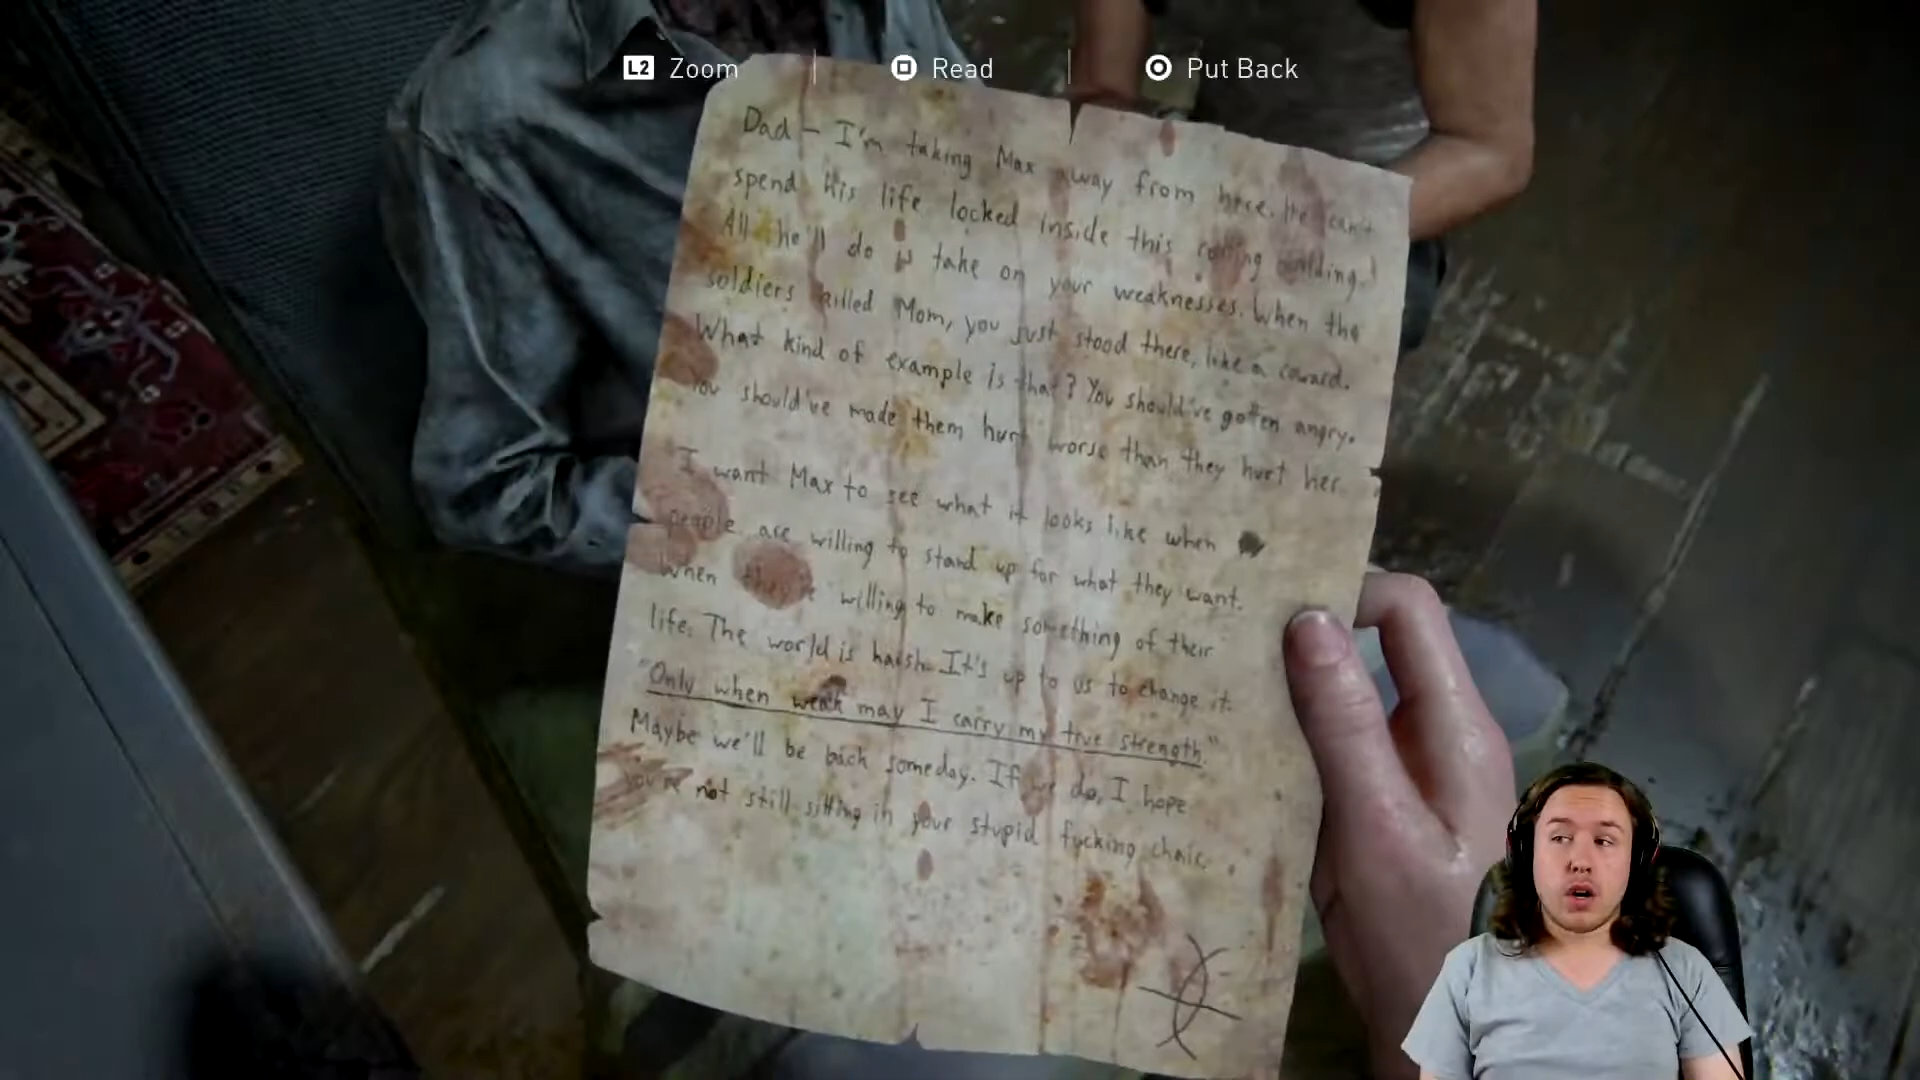 L2 Zoom
Read
Put Back
Dad - I'm taking Max away from here. He can't
spend his life locked inside this rotting building!
All he'll do is take on your weaknesses. When the
soldiers killed Mom, you just stood there, like a coward.
What kind of example is that? You should've gotten angry.
You should've made them hurt worse than they hurt her.
I want Max to see what it looks like when
people are willing to stand up for what they want.
When they're willing to make something of their
life. The world is harsh. It's up to us to change it.
"Only when weak may I carry my true strength."
Maybe we'll be back someday. If we do, I hope
you're not still sitting in your stupid fucking chair.